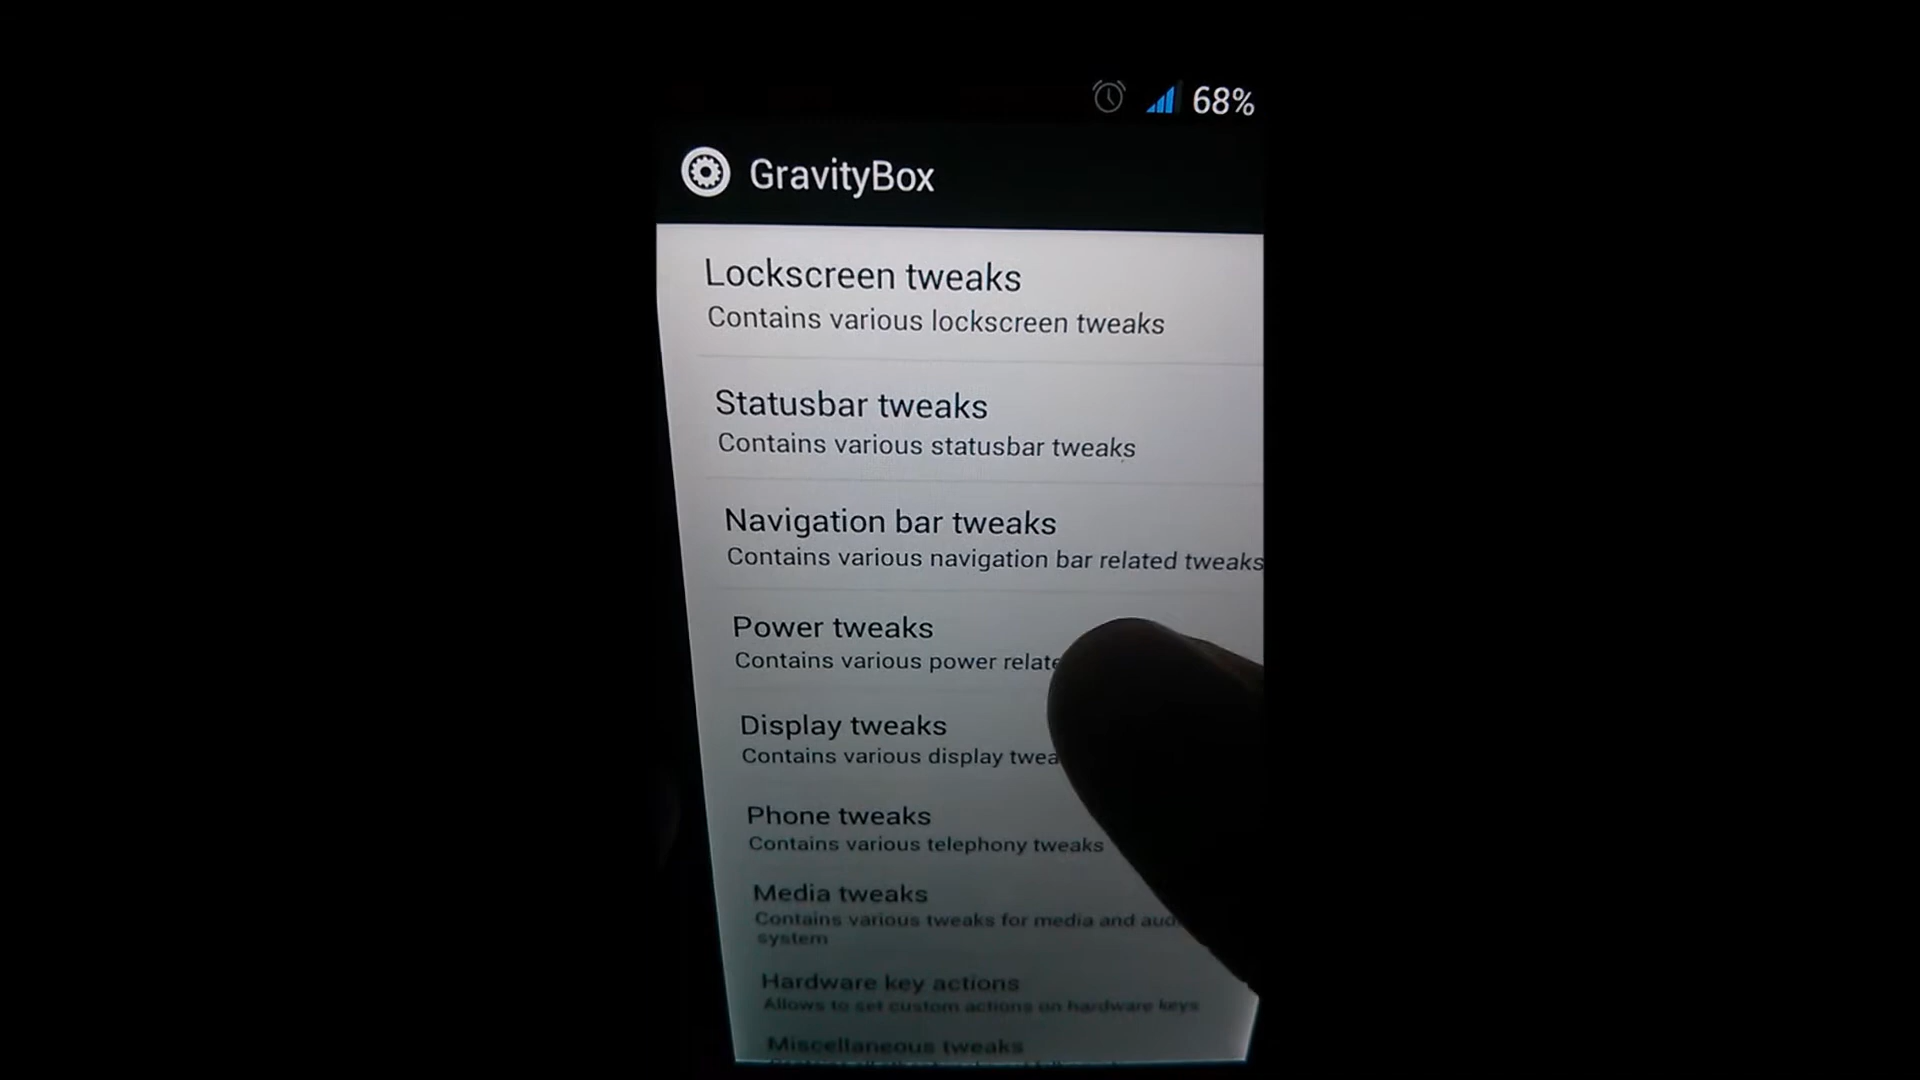 68%
GravityBox
Lockscreen tweaks
Contains various lockscreen tweaks
Statusbar tweaks
Contains various statusbar tweaks
Navigation bar tweaks
Contains various navigation bar related tweaks
Power tweaks
Contains various power relate
Display tweaks
Contains various display twea
Phone tweaks
Contains various telephony tweaks
Media tweaks
Contains various tweaks for media and aud
system
Hardware key actions
Allows to set custom actions on hardware keys
Miscellaneous tweaks